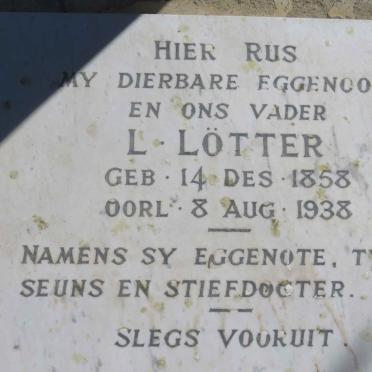 HIER RUS
MY DIERBARE EGGENOO
EN ONS VADER
L. LÖTTER
GEB. 14 DES. 1858
OORL. 8 AUG. 1938
NAMENS SY EGGENOTE,
SEUNS EN STIEFDOGTER.
SLEGS VOORUIT.